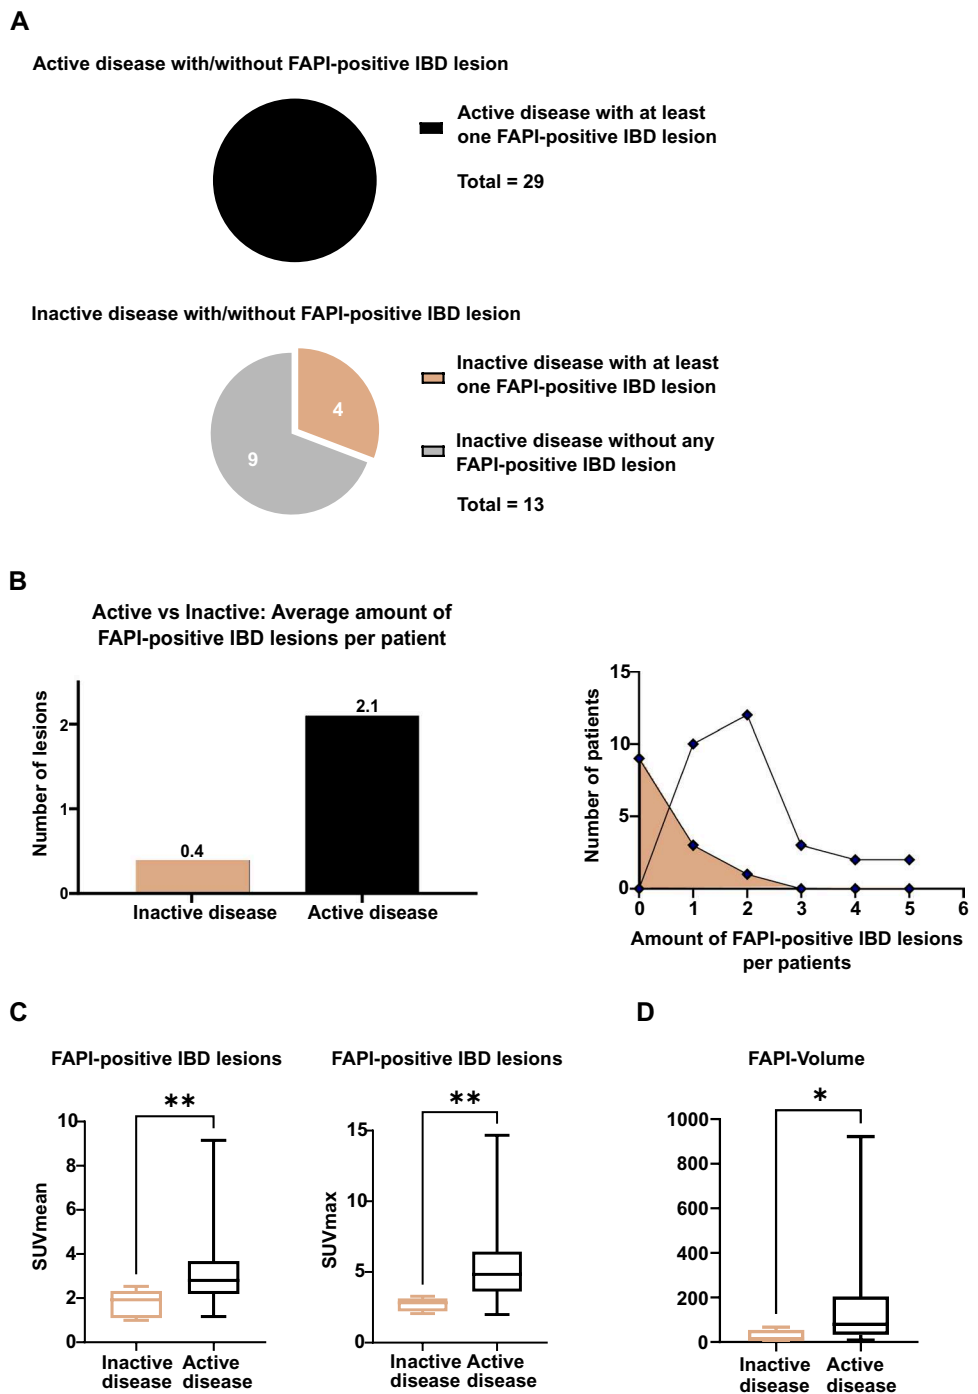 A
Active disease with/without FAPI-positive IBD lesion
Active disease with at least
one FAPI-positive IBD lesion
Total = 29
Inactive disease with/without FAPI-positive IBD lesion
4
9
Inactive disease with at least
one FAPI-positive IBD lesion
Inactive disease without any
FAPI-positive IBD lesion
Total = 13
B
Active vs Inactive: Average amount of
FAPI-positive IBD lesions per patient
Number of lesions
2
1
0
0.4
2.1
Inactive disease
Active disease
Number of patients
15
10
5
0
0 1 2 3 4 5 6
Amount of FAPI-positive IBD lesions
per patients
C
FAPI-positive IBD lesions
**
SUVmean
10
8
6
4
2
0
Inactive disease
Active disease
FAPI-positive IBD lesions
**
SUVmax
15
10
5
0
Inactive disease
Active disease
D
FAPI-Volume
*
1000
800
600
400
200
0
Inactive disease
Active disease